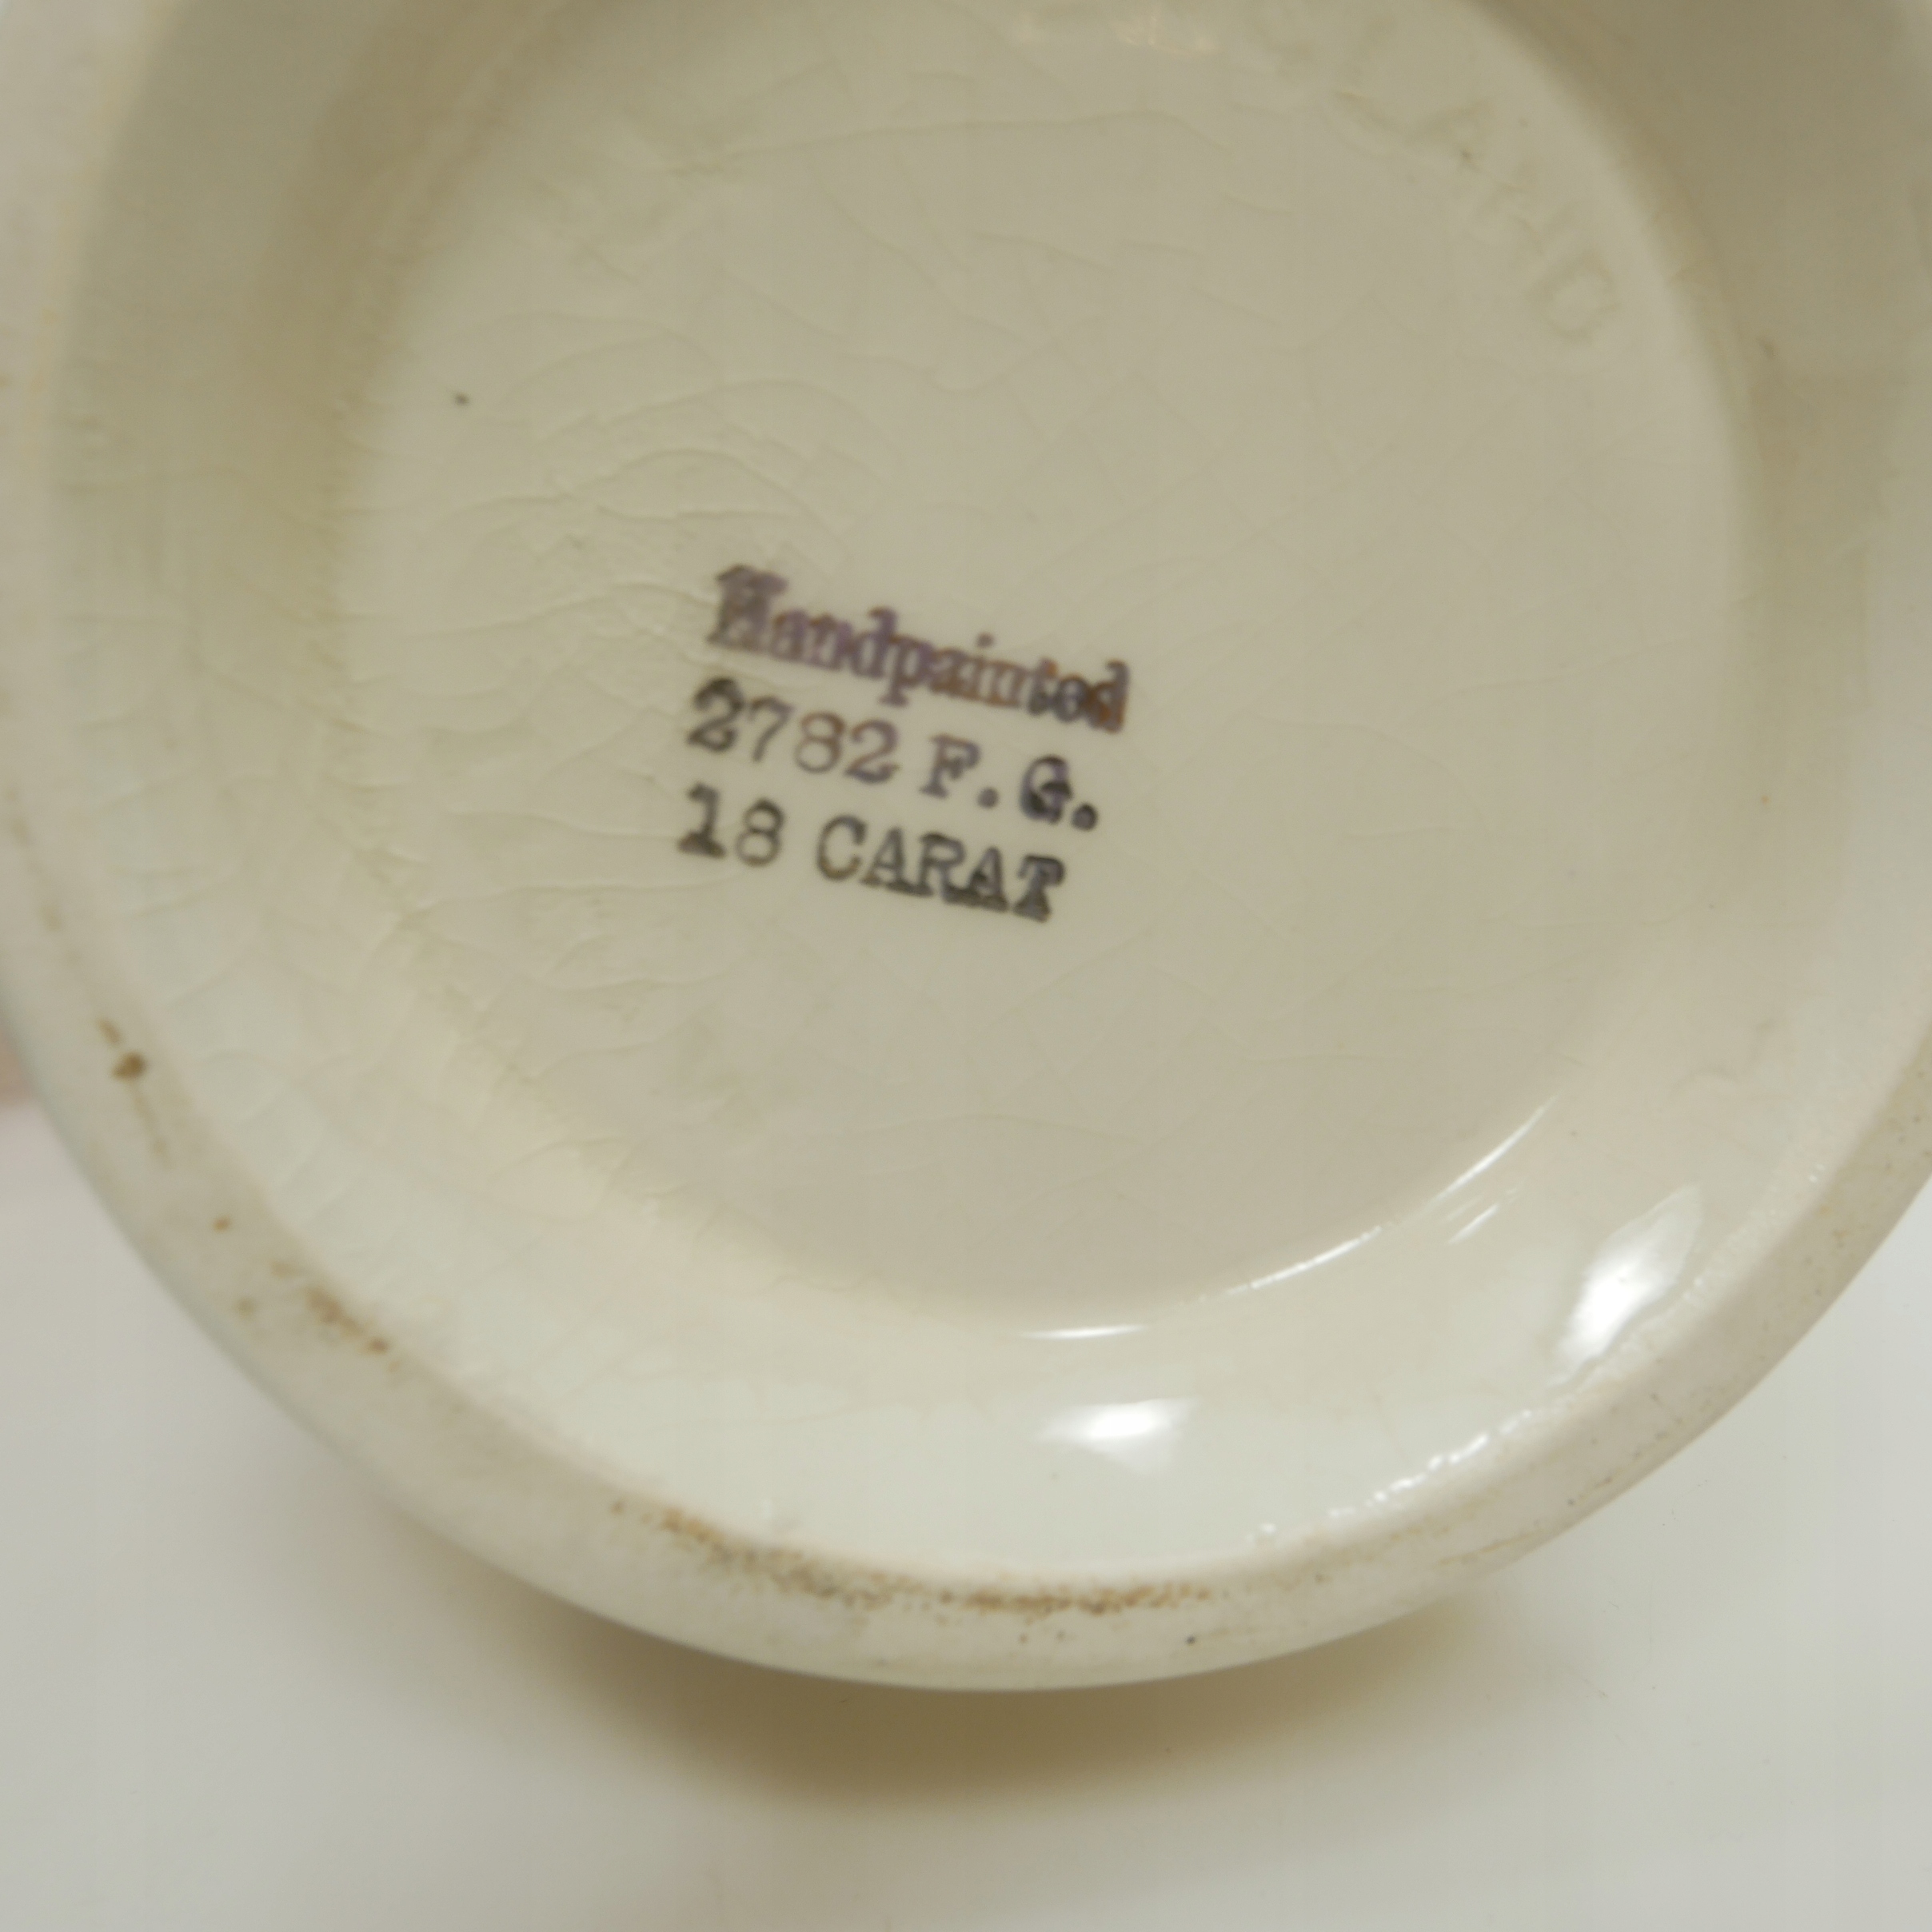 Handpainted
2782 F. G.
18 CARAT